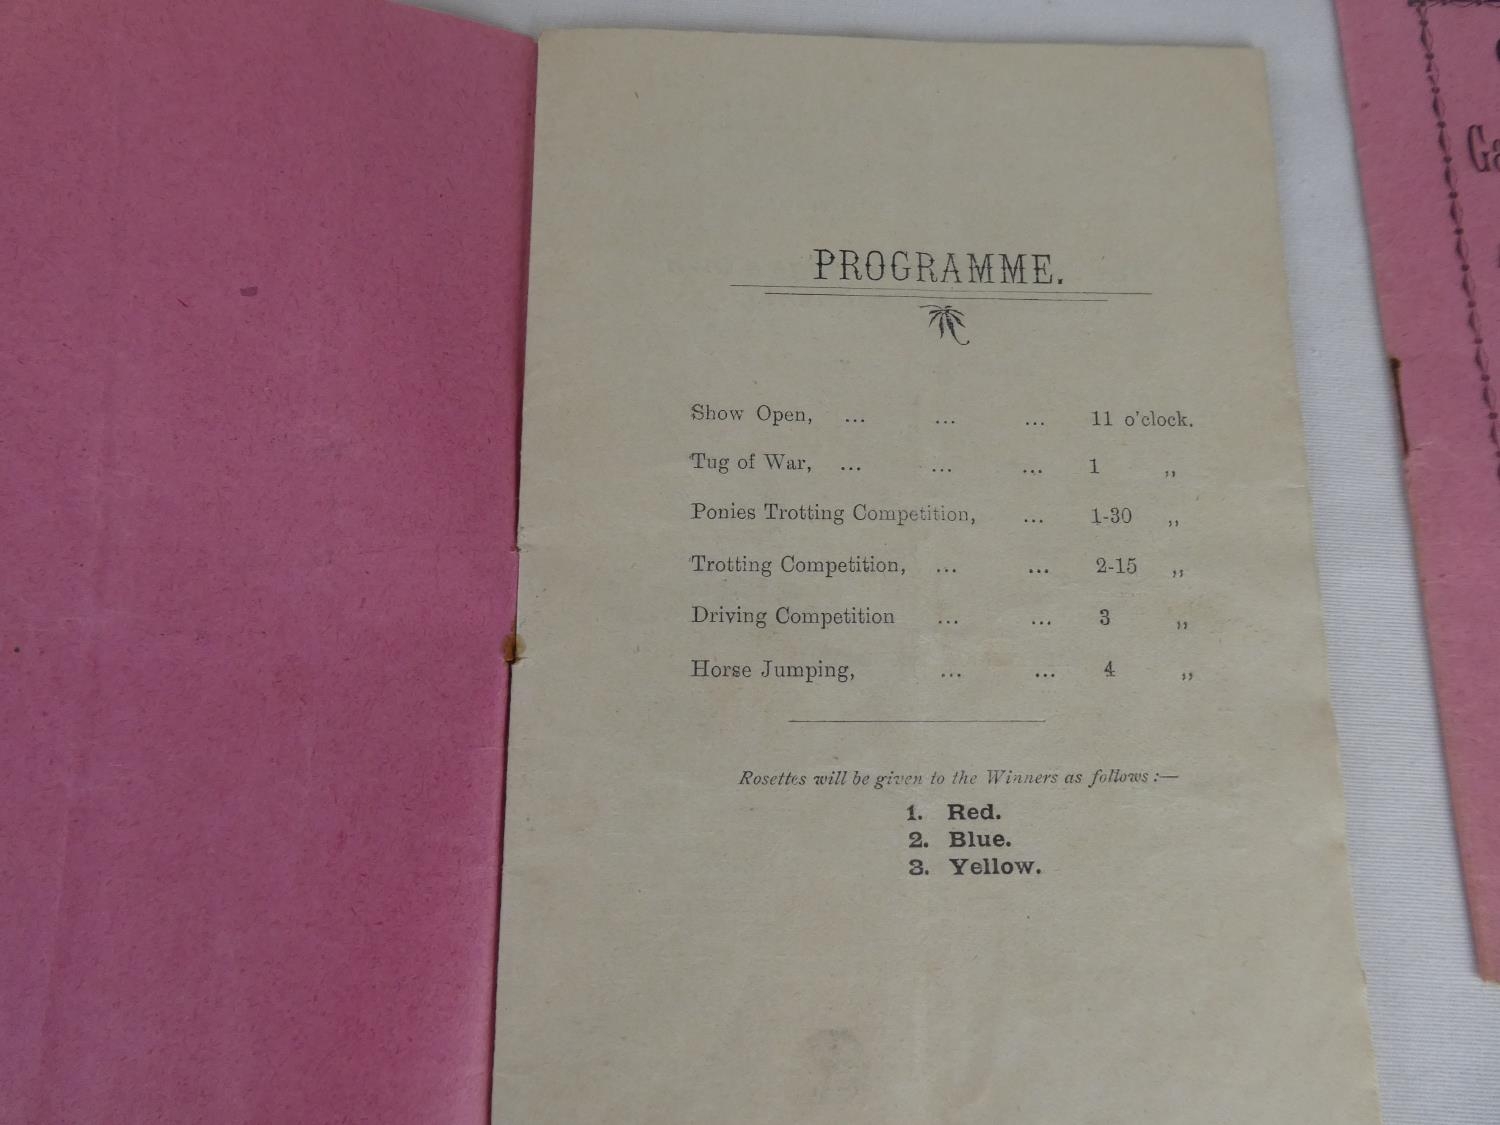 PROGRAMME.
Show Open, ... ... ... 11 o'clock.
Tug of War, ... ... ... 1 „
Ponies Trotting Competition, ... 1-30 „
Trotting Competition, ... ... 2-15 „
Driving Competition ... ... 3 „
Horse Jumping, ... ... 4 „
Rosettes will be given to the Winners as follows :—
1. Red.
2. Blue.
3. Yellow.
Ga